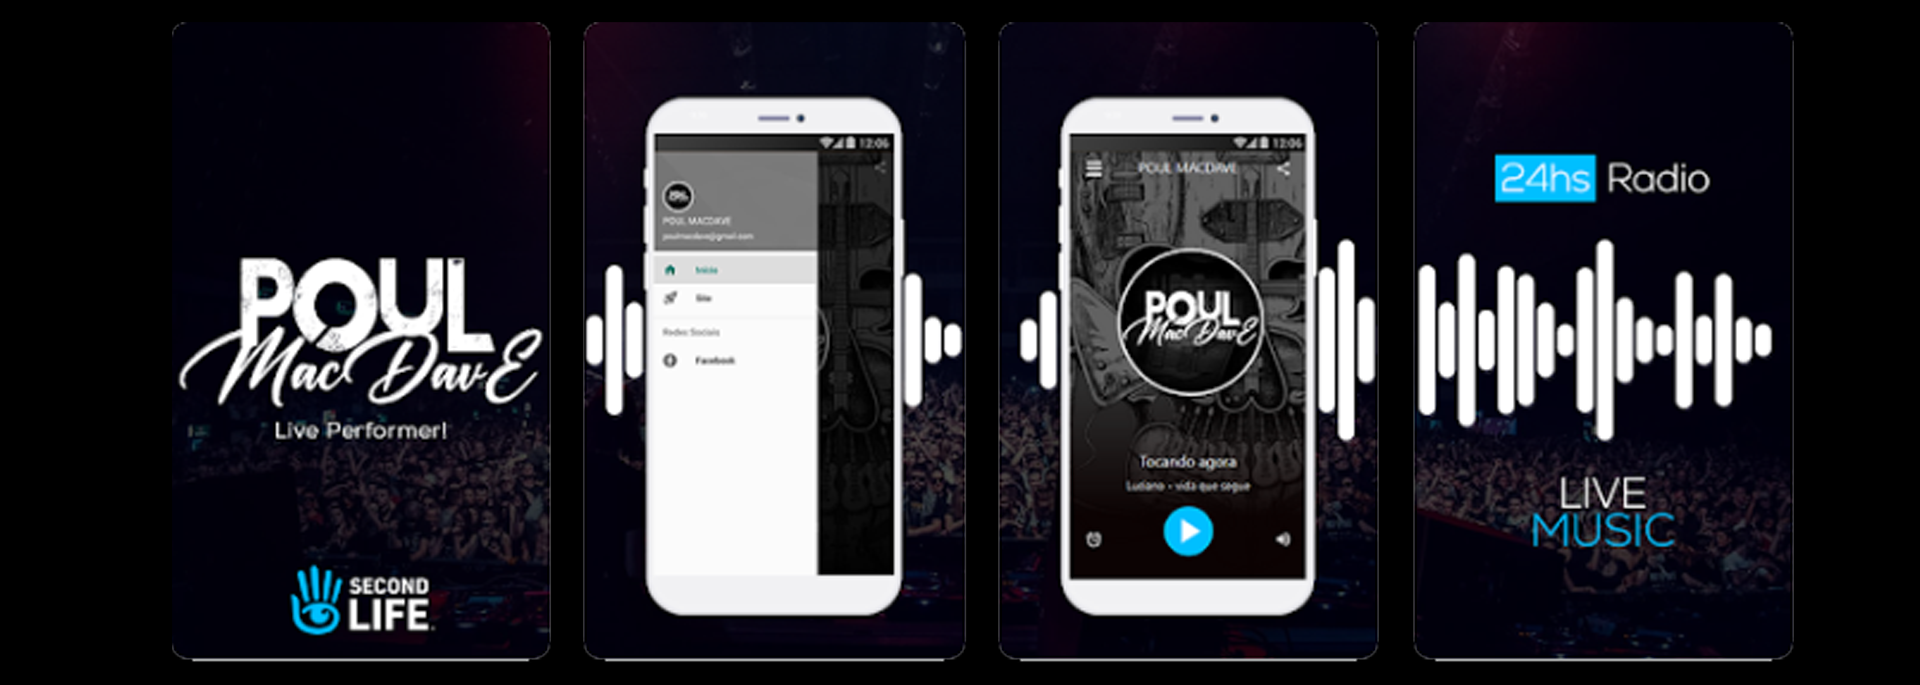 POUL
MacDavE
Live Performer!
SECOND
LIFE
12:06
POUL MACDAVE
poulmacdave@gmail.com
Início
Site
Redes Sociais
Facebook
12:06
POUL MACDAVE
POUL
MacDavE
Tocando agora
Luciano - vida que segue
24hs Radio
LIVE
MUSIC